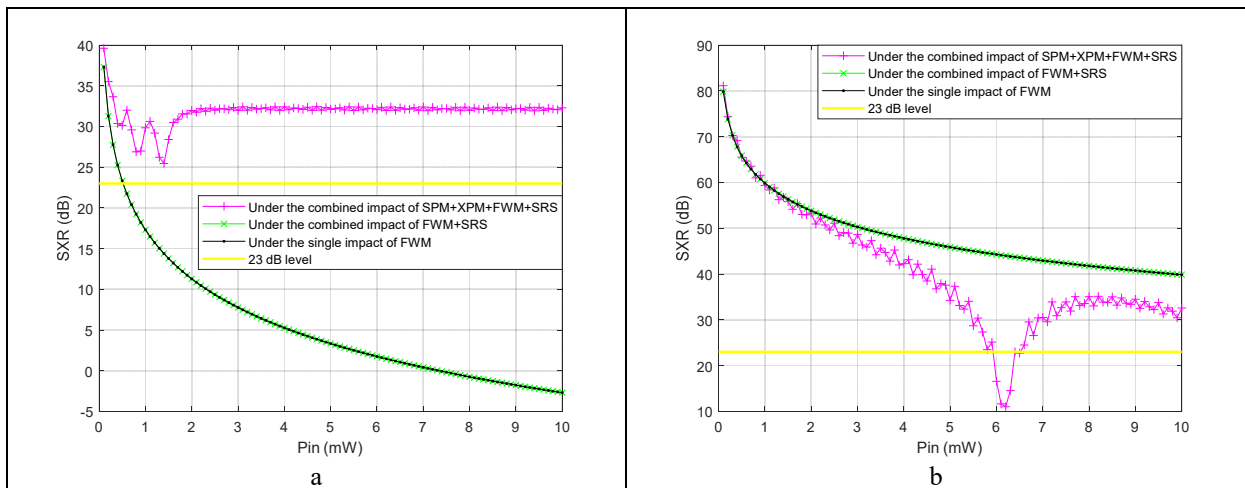 40
35
30
25
20
15
10
5
0
-5
SXR (dB)
Under the combined impact of SPM+XPM+FWM+SRS
Under the combined impact of FWM+SRS
Under the single impact of FWM
23 dB level
0 1 2 3 4 5 6 7 8 9 10
Pin (mW)
a
90
80
70
60
50
40
30
20
10
SXR (dB)
Under the combined impact of SPM+XPM+FWM+SRS
Under the combined impact of FWM+SRS
Under the single impact of FWM
23 dB level
0 1 2 3 4 5 6 7 8 9 10
Pin (mW)
b